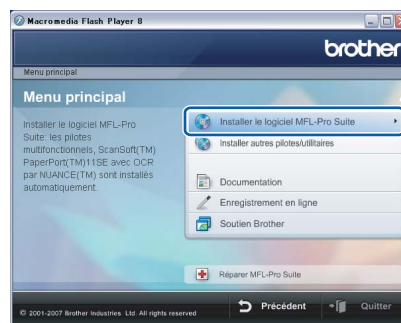 Macromedia Flash Player 8
brother
Menu principal
Menu principal
Installer le logiciel MFL-Pro
Suite: les pilotes
multifonctionnels, ScanSoft(TM)
PaperPort(TM)11SE avec OCR
par NUANCE(TM) sont installés
automatiquement.
Installer le logiciel MFL-Pro Suite
Installer autres pilotes/utilitaires
Documentation
Enregistrement en ligne
Soutien Brother
Réparer MFL-Pro Suite
© 2001-2007 Brother Industries Ltd. All rights reserved
Précédent
Quitter